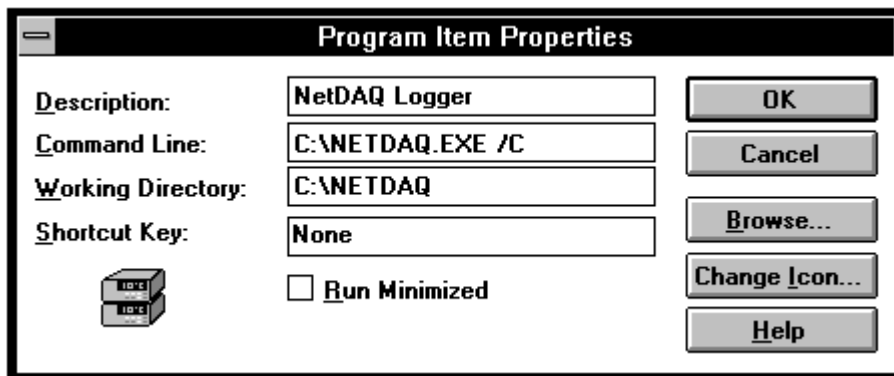 Program Item Properties
Description: NetDAQ Logger
Command Line: C:\NETDAQ.EXE /C
Working Directory: C:\NETDAQ
Shortcut Key: None
Run Minimized
OK
Cancel
Browse...
Change Icon...
Help